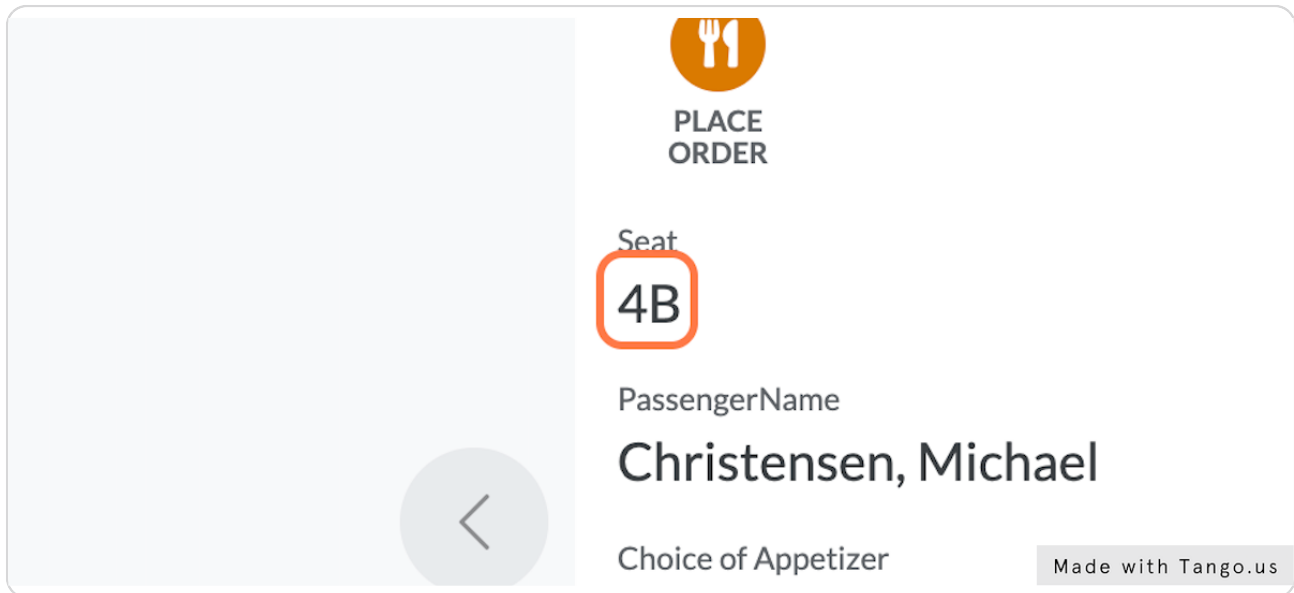 PLACE
ORDER
Seat
4B
PassengerName
Christensen, Michael
Choice of Appetizer
Made with Tango.us